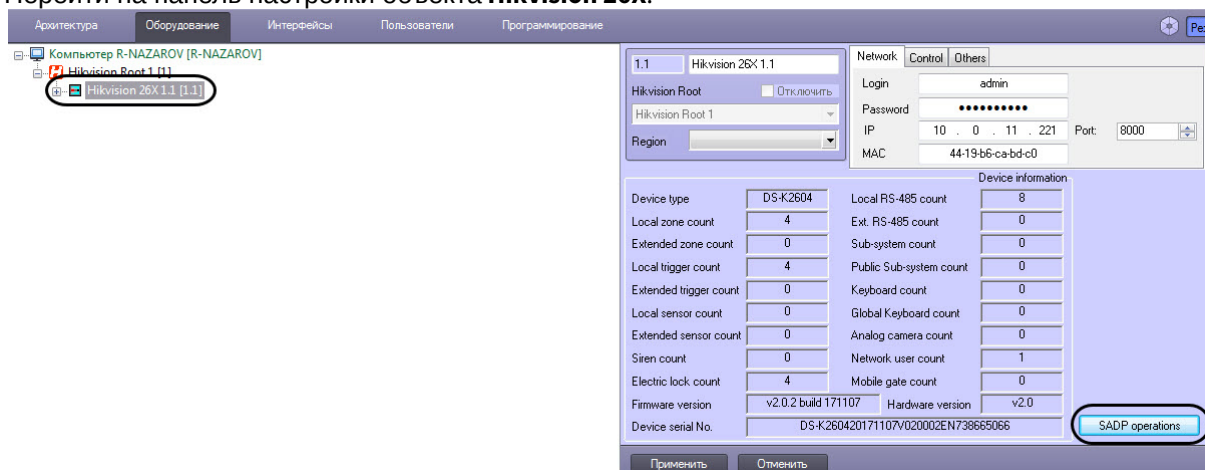 Перейти на панель настройки объекта Hikvision 26x.
Архитектура Оборудование Интерфейсы Пользователи Программирование
Компьютер R-NAZAROV [R-NAZAROV]
Hikvision Root 1 [1]
Hikvision 26X 1.1 [1.1]
1.1 Hikvision 26X 1.1
Hikvision Root Отключить
Hikvision Root 1
Region
Network Control Others
Login admin
Password ••••••••••
IP 10 . 0 . 11 . 221 Port: 8000
MAC 44-19-b6-ca-bd-c0
Device information
Device type DS-K2604 Local RS-485 count 8
Local zone count 4 Ext. RS-485 count 0
Extended zone count 0 Sub-system count 0
Local trigger count 4 Public Sub-system count 0
Extended trigger count 0 Keyboard count 0
Local sensor count 0 Global Keyboard count 0
Extended sensor count 0 Analog camera count 0
Siren count 0 Network user count 1
Electric lock count 4 Mobile gate count 0
Firmware version v2.0.2 build 171107 Hardware version v2.0
Device serial No. DS-K260420171107V020002EN738665066
SADP operations
Применить Отменить